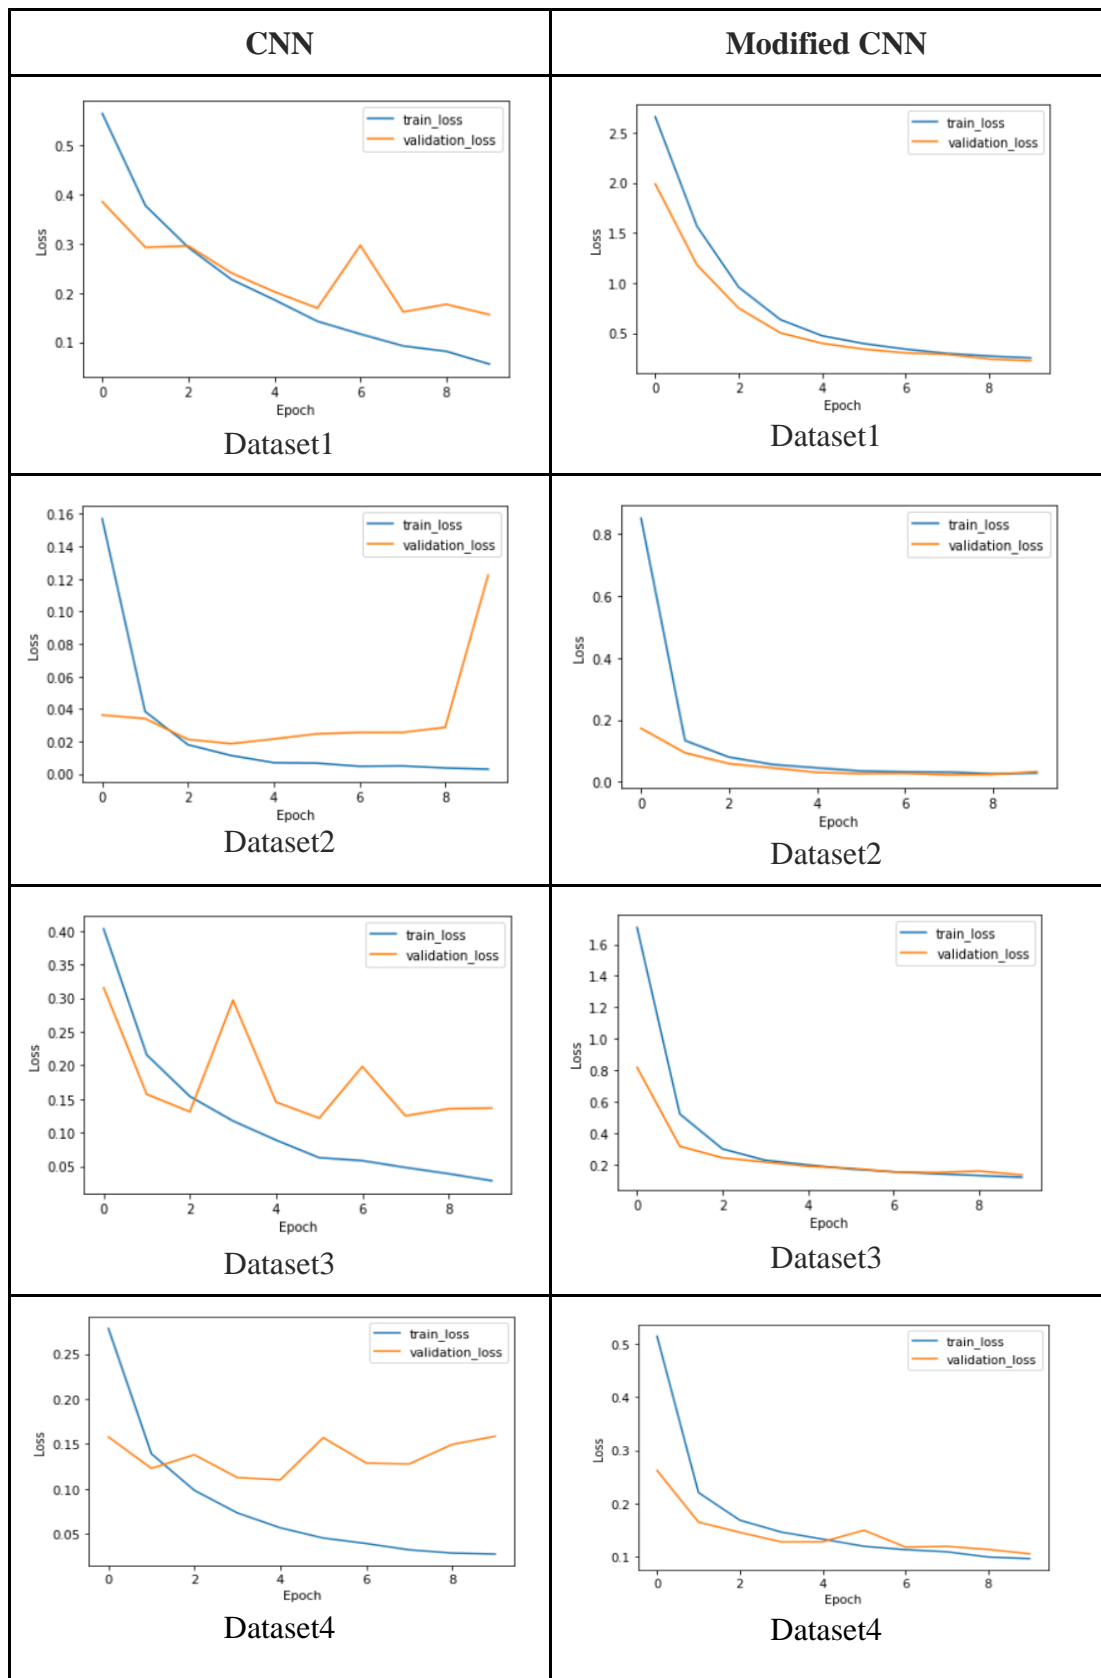 CNN
Modified CNN
train_loss
validation_loss
0.5
0.4
0.3
0.2
0.1
Loss
0 2 4 6 8
Epoch
Dataset1
train_loss
validation_loss
2.5
2.0
1.5
1.0
0.5
Loss
0 2 4 6 8
Epoch
Dataset1
train_loss
validation_loss
0.16
0.14
0.12
0.10
0.08
0.06
0.04
0.02
0.00
Loss
0 2 4 6 8
Epoch
Dataset2
train_loss
validation_loss
0.8
0.6
0.4
0.2
0.0
Loss
0 2 4 6 8
Epoch
Dataset2
train_loss
validation_loss
0.40
0.35
0.30
0.25
0.20
0.15
0.10
0.05
Loss
0 2 4 6 8
Epoch
Dataset3
train_loss
validation_loss
1.6
1.4
1.2
1.0
0.8
0.6
0.4
0.2
Loss
0 2 4 6 8
Epoch
Dataset3
train_loss
validation_loss
0.25
0.20
0.15
0.10
0.05
Loss
0 2 4 6 8
Epoch
Dataset4
train_loss
validation_loss
0.5
0.4
0.3
0.2
0.1
Loss
0 2 4 6 8
Epoch
Dataset4